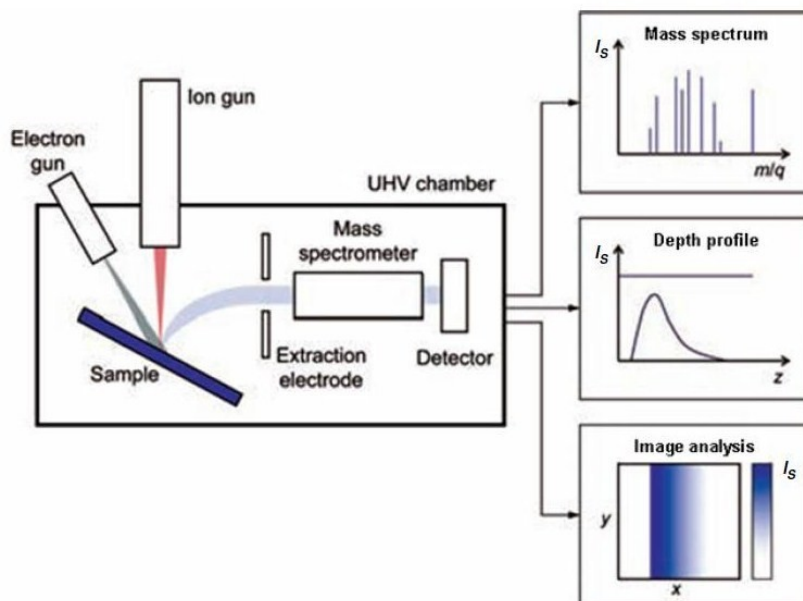 Ion gun
Electron
gun
UHV chamber
Mass
spectrometer
Sample
Extraction
electrode
Detector
Mass spectrum
Is
m/q
Depth profile
Is
z
Image analysis
Is
y
x